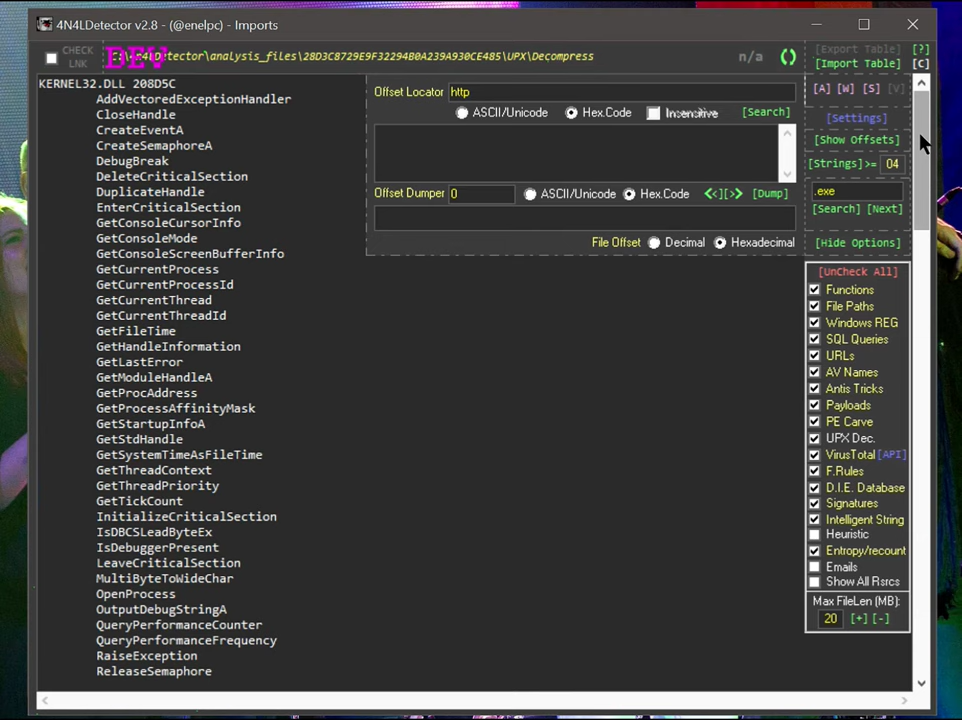 4N4LDetector v2.8 - (@enelpc) - Imports
CHECK LNK
DEV
4N4LDetector\analysis_files\28D3C8729E9F32294B0A239A930CE485\UPX\Decompress
n/a
[Export Table] [?]
[Import Table] [C]
KERNEL32.DLL 208D5C
AddVectoredExceptionHandler
CloseHandle
CreateEventA
CreateSemaphoreA
DebugBreak
DeleteCriticalSection
DuplicateHandle
EnterCriticalSection
GetConsoleCursorInfo
GetConsoleMode
GetConsoleScreenBufferInfo
GetCurrentProcess
GetCurrentProcessId
GetCurrentThread
GetCurrentThreadId
GetFileTime
GetHandleInformation
GetLastError
GetModuleHandleA
GetProcAddress
GetProcessAffinityMask
GetStartupInfoA
GetStdHandle
GetSystemTimeAsFileTime
GetThreadContext
GetThreadPriority
GetTickCount
InitializeCriticalSection
IsDBCSLeadByteEx
IsDebuggerPresent
LeaveCriticalSection
MultiByteToWideChar
OpenProcess
OutputDebugStringA
QueryPerformanceCounter
QueryPerformanceFrequency
RaiseException
ReleaseSemaphore
Offset Locator http
ASCII/Unicode Hex.Code Insensitive [Search]
Offset Dumper 0 ASCII/Unicode Hex.Code <<][>> [Dump]
File Offset Decimal Hexadecimal
[A] [W] [S] [V]
[Settings]
[Show Offsets]
[Strings]>= 04
.exe
[Search] [Next]
[Hide Options]
[UnCheck All]
Functions
File Paths
Windows REG
SQL Queries
URLs
AV Names
Antis Tricks
Payloads
PE Carve
UPX Dec.
VirusTotal [API]
F.Rules
D.I.E. Database
Signatures
Intelligent String
Heuristic
Entropy/recount
Emails
Show All Rsrcs
Max FileLen (MB):
20 [+] [-]